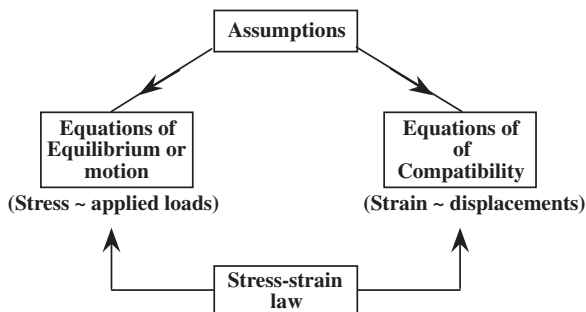 Assumptions
Equations of
Equilibrium or
motion
(Stress ~ applied loads)
Equations of
of
Compatibility
(Strain ~ displacements)
Stress-strain
law